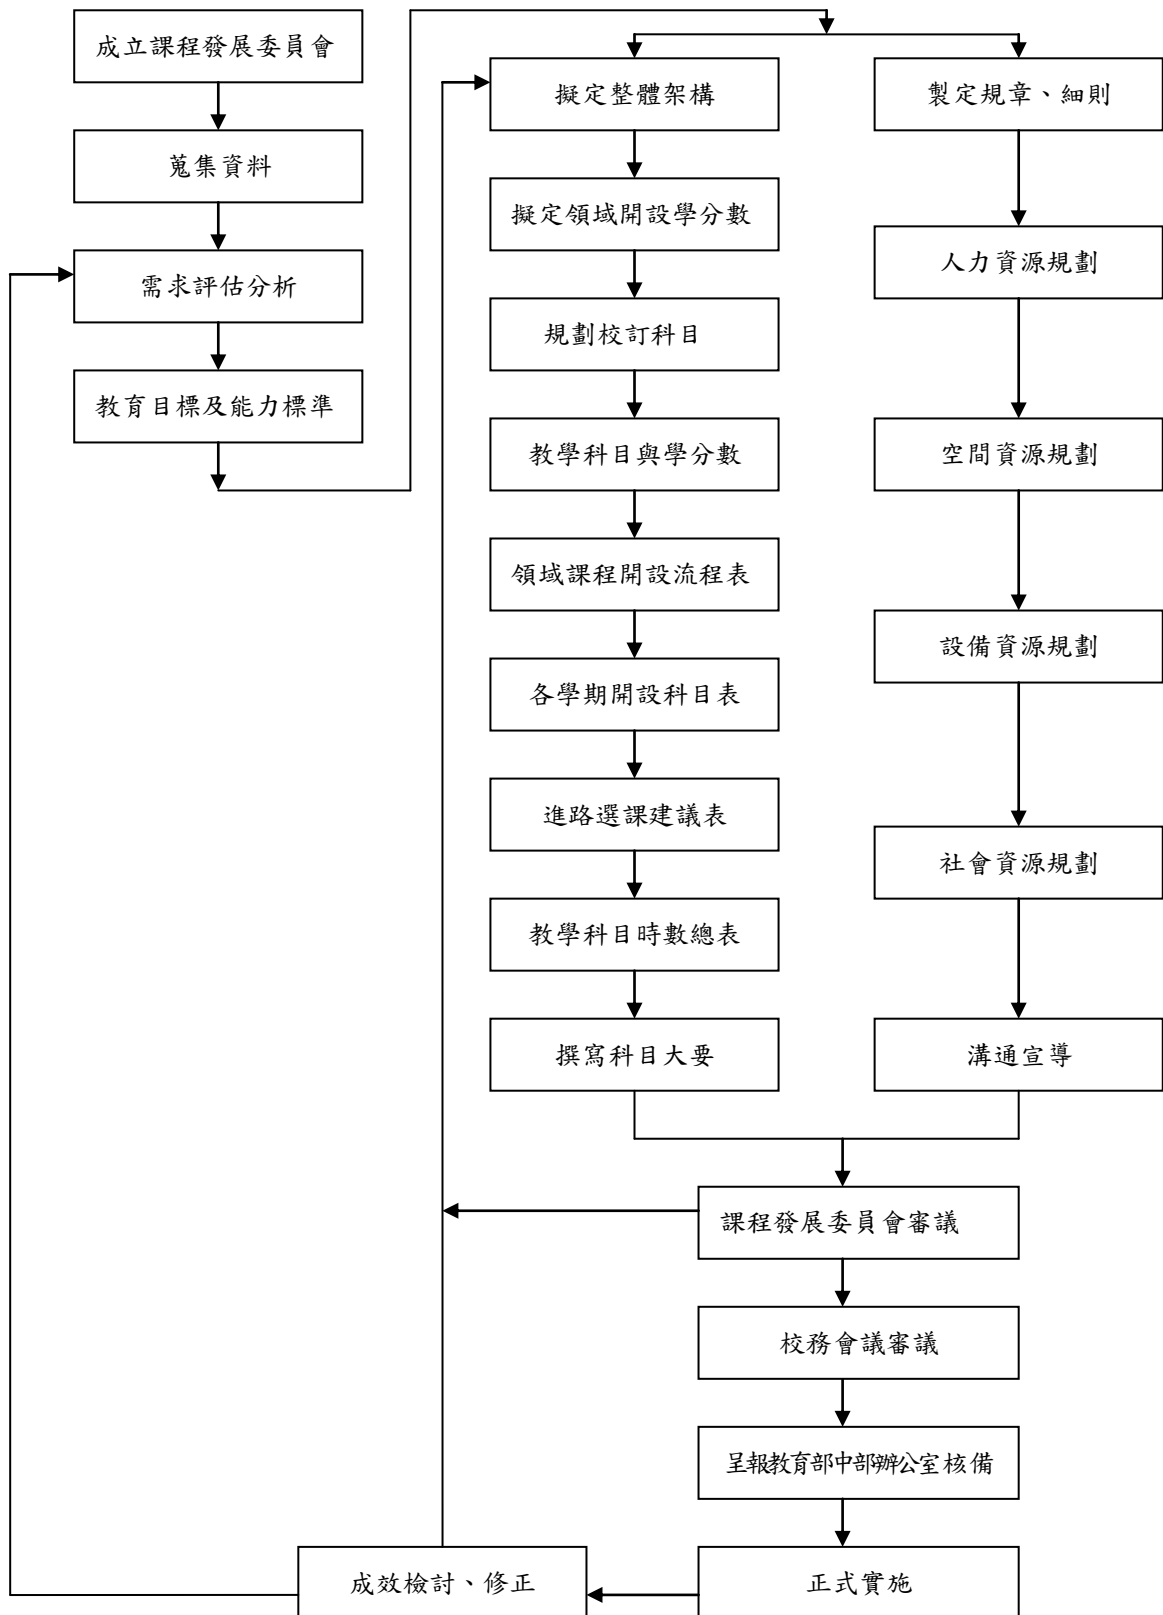 成立課程發展委員會
蒐集資料
需求評估分析
教育目標及能力標準
擬定整體架構
擬定領域開設學分數
規劃校訂科目
教學科目與學分數
領域課程開設流程表
各學期開設科目表
進路選課建議表
教學科目時數總表
撰寫科目大要
製定規章、細則
人力資源規劃
空間資源規劃
設備資源規劃
社會資源規劃
溝通宣導
課程發展委員會審議
校務會議審議
呈報教育部中部辦公室核備
正式實施
成效檢討、修正